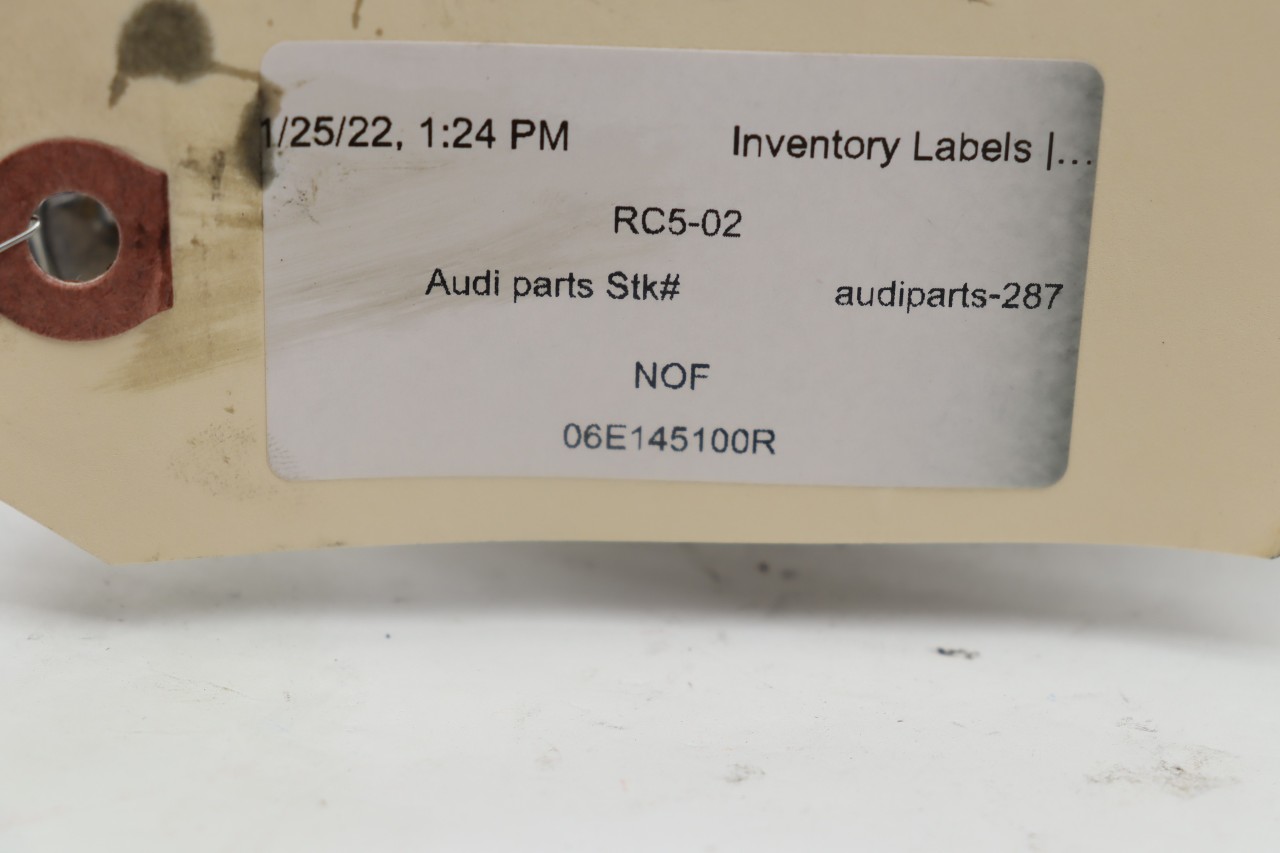 1/25/22, 1:24 PM Inventory Labels |...
RC5-02
Audi parts Stk# audiparts-287
NOF
06E145100R